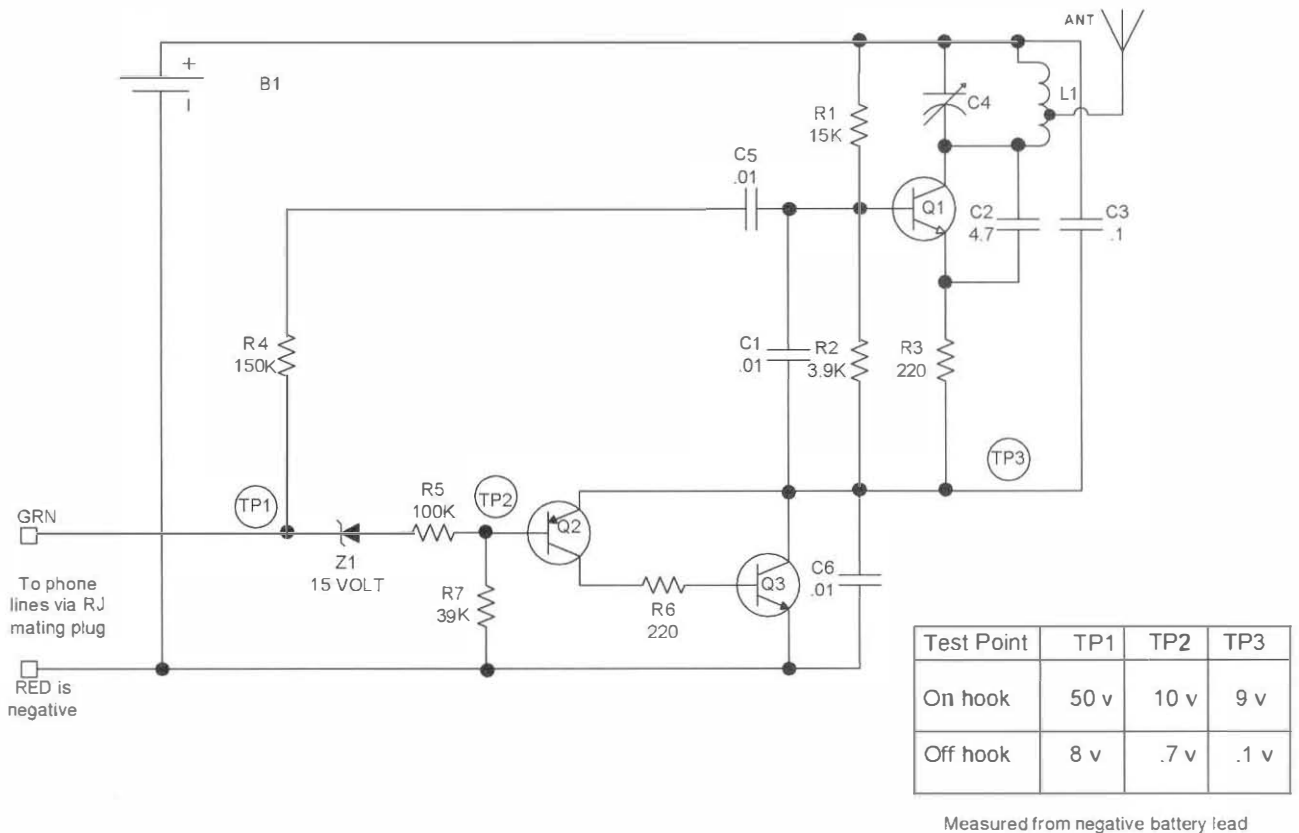 ANT
+
B1
-
C4
L1
R1
15K
C5
.01
Q1
C2
4.7
C3
.1
R4
150K
C1
.01
R2
3.9K
R3
220
TP3
TP1
R5
100K
TP2
GRN
Q2
Z1
15 VOLT
To phone
lines via RJ
mating plug
R7
39K
R6
220
Q3
C6
.01
RED is
negative
Test Point TP1 TP2 TP3
On hook 50 v 10 v 9 v
Off hook 8 v .7 v .1 v
Measured from negative battery lead